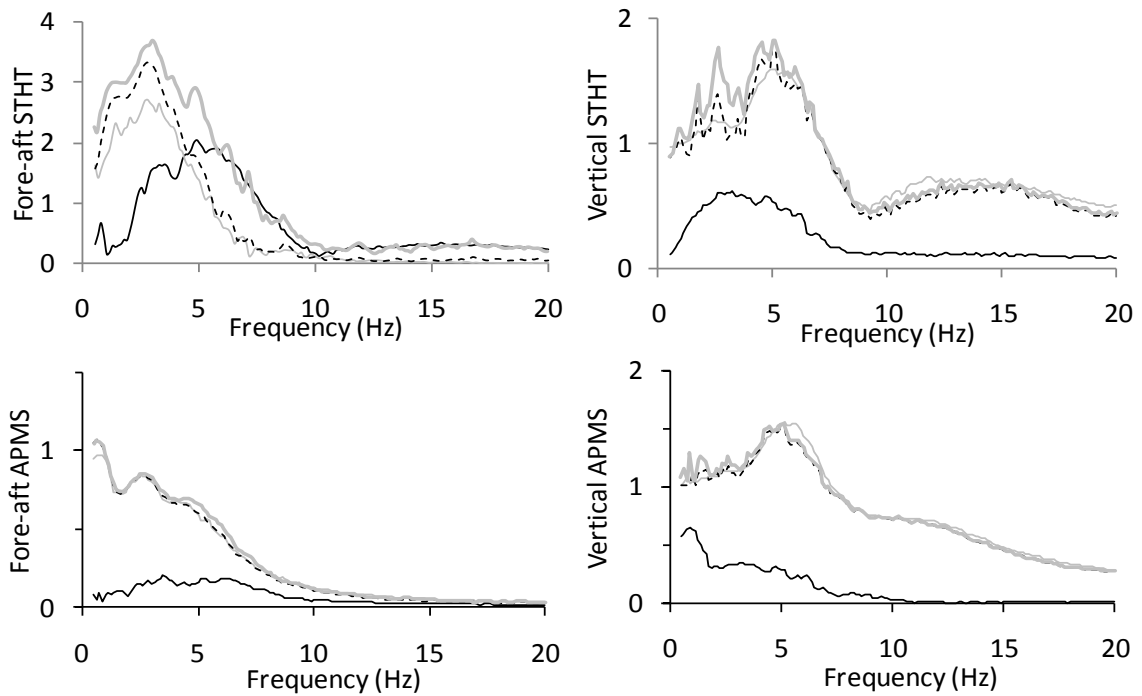 Fore-aft STHT
4
3
2
1
0
0 5 10 15 20
Frequency (Hz)
Vertical STHT
2
1
0
0 5 10 15 20
Frequency (Hz)
Fore-aft APMS
1
0
0 5 10 15 20
Frequency (Hz)
Vertical APMS
2
1
0
0 5 10 15 20
Frequency (Hz)